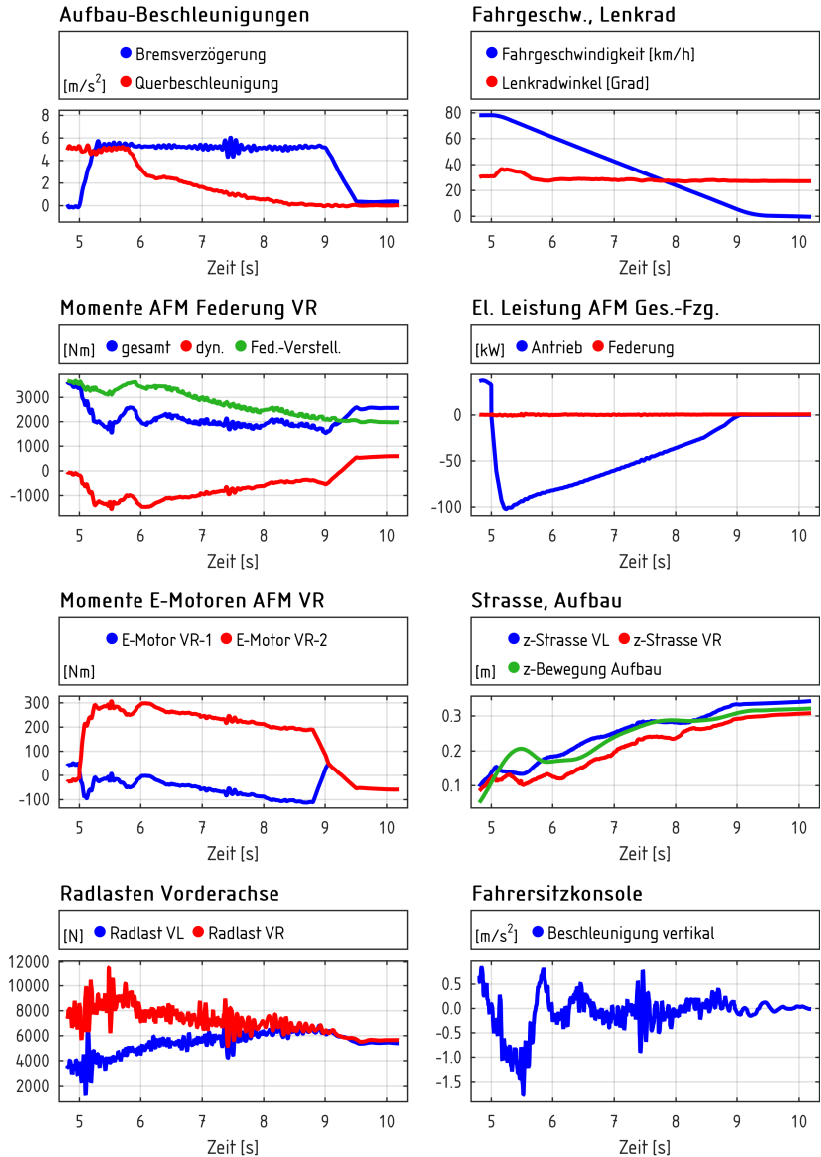 Aufbau-Beschleunigungen
Bremsverzögerung
[m/s²] Querbeschleunigung
8
6
4
2
0
5 6 7 8 9 10
Zeit [s]
Fahrgeschw., Lenkrad
Fahrgeschwindigkeit [km/h]
Lenkradwinkel [Grad]
80
60
40
20
0
5 6 7 8 9 10
Zeit [s]
Momente AFM Federung VR
[Nm] gesamt dyn. Fed.-Verstell.
3000
2000
1000
0
-1000
5 6 7 8 9 10
Zeit [s]
El. Leistung AFM Ges.-Fzg.
[kW] Antrieb Federung
0
-50
-100
5 6 7 8 9 10
Zeit [s]
Momente E-Motoren AFM VR
E-Motor VR-1 E-Motor VR-2
[Nm]
300
200
100
0
-100
5 6 7 8 9 10
Zeit [s]
Strasse, Aufbau
z-Strasse VL z-Strasse VR
[m] z-Bewegung Aufbau
0.3
0.2
0.1
5 6 7 8 9 10
Zeit [s]
Radlasten Vorderachse
[N] Radlast VL Radlast VR
12000
10000
8000
6000
4000
2000
5 6 7 8 9 10
Zeit [s]
Fahrersitzkonsole
[m/s²] Beschleunigung vertikal
0.5
0.0
-0.5
-1.0
-1.5
5 6 7 8 9 10
Zeit [s]